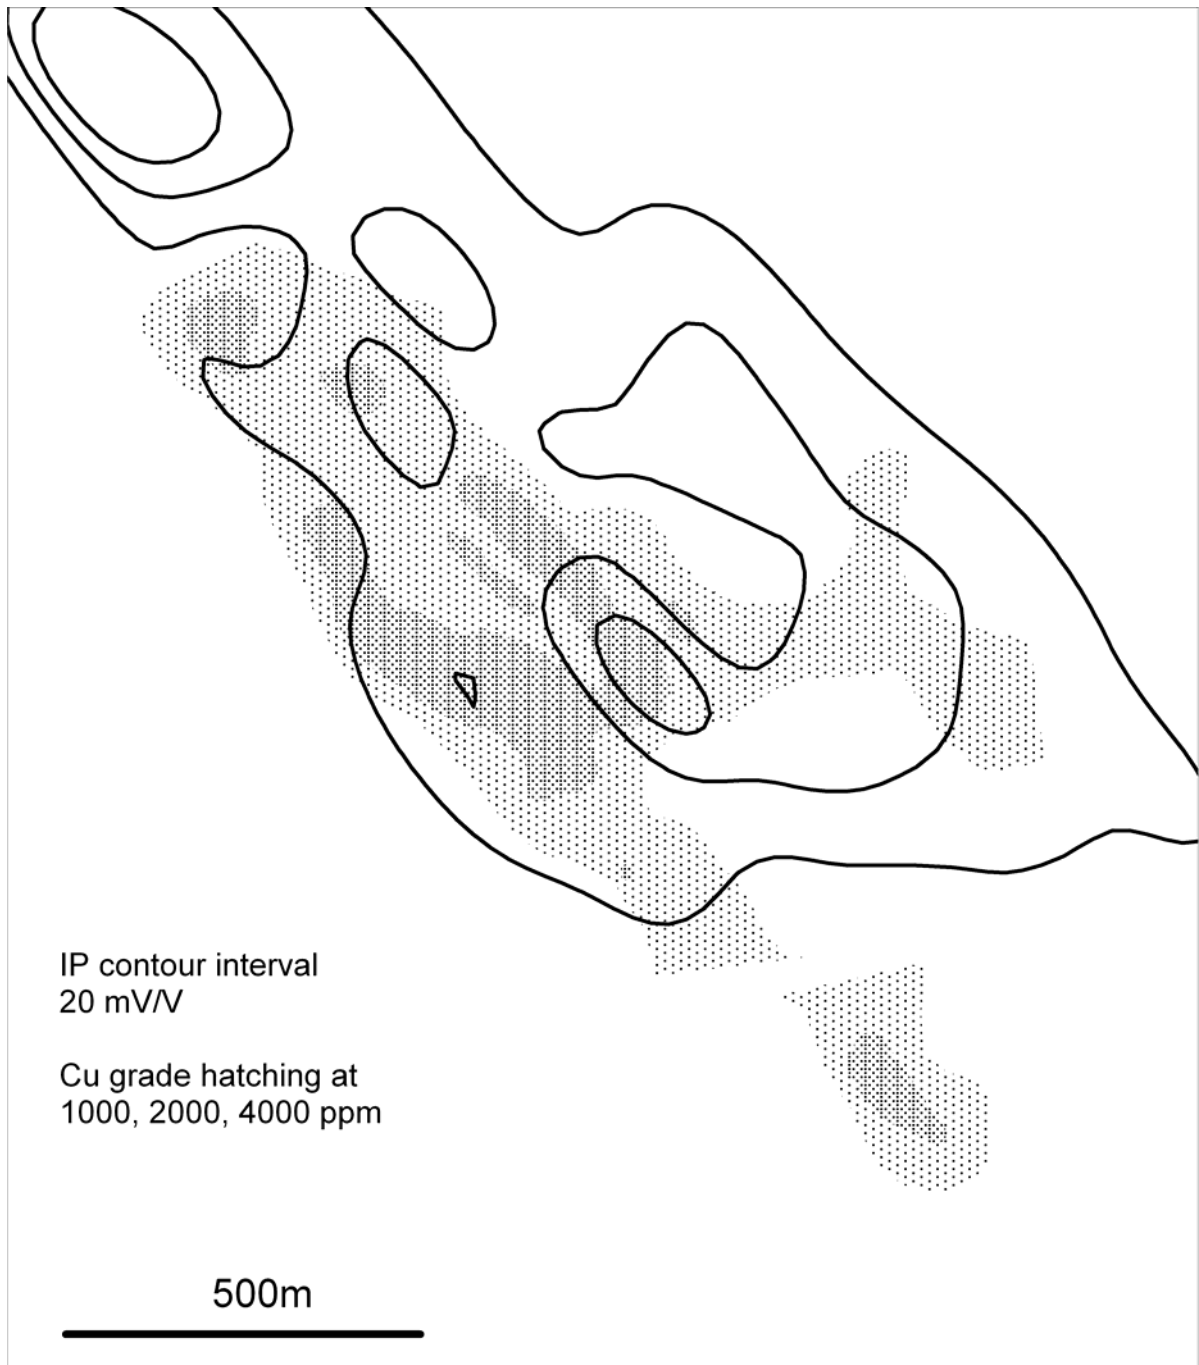 IP contour interval
20 mV/V
Cu grade hatching at
1000, 2000, 4000 ppm
500m